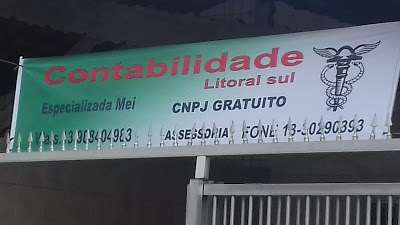 Contabilidade
Litoral sul
Especializada Mei CNPJ GRATUITO
ASSESSORIA FONE 13-30290393